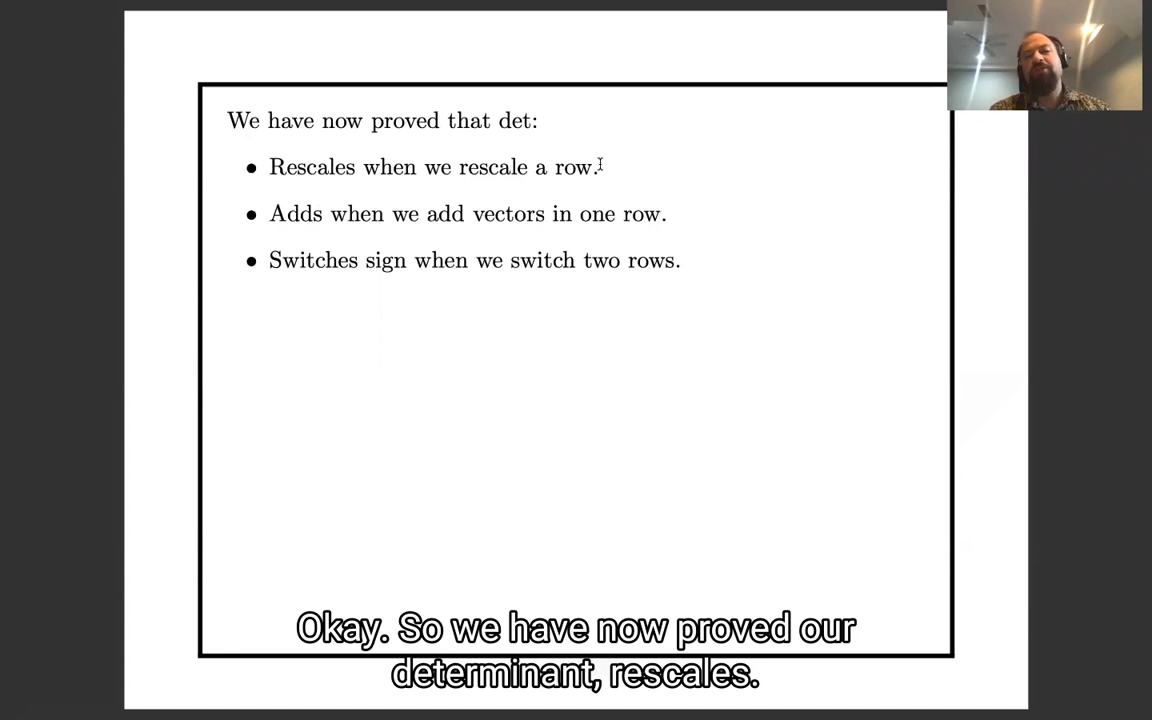 We have now proved that det:
• Rescales when we rescale a row.
• Adds when we add vectors in one row.
• Switches sign when we switch two rows.
Okay. So we have now proved our
determinant, rescales.